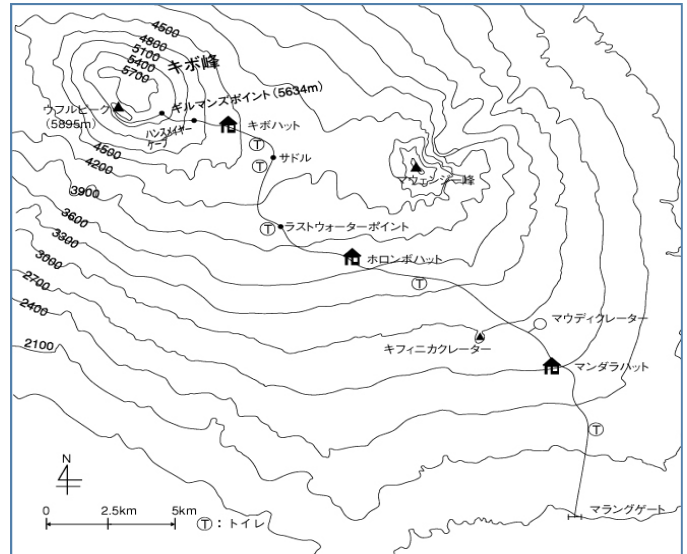 4500
4800
5100
5400
5700
キボ峰
ギルマンズポイント(5634m)
ウフルピーク
(5895m)
ハンスメイヤー
ケーブ
キボハット
Ⓣ
サドル
Ⓣ
マウェンジー峰
4500
4200
3900
3600
3300
3000
2700
2400
2100
Ⓣ
ラストウォーターポイント
ホロンボハット
Ⓣ
マウディクレーター
キフィニカクレーター
マンダラハット
Ⓣ
マラングゲート
N
0 2.5km 5km
Ⓣ:トイレ